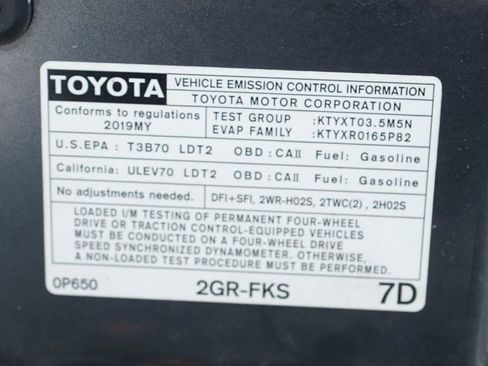 TOYOTA
VEHICLE EMISSION CONTROL INFORMATION
TOYOTA MOTOR CORPORATION
Conforms to regulations
2019MY
TEST GROUP :KTYXT03.5M5N
EVAP FAMILY :KTYXR0165P82
U.S.EPA : T3B70 LDT2 OBD :CAII Fuel: Gasoline
California: ULEV70 LDT2 OBD :CAII Fuel: Gasoline
No adjustments needed. DFI+SFI, 2WR-HO2S, 2TWC(2), 2HO2S
LOADED I/M TESTING OF PERMANENT FOUR-WHEEL
DRIVE OR TRACTION CONTROL-EQUIPPED VEHICLES
MUST BE CONDUCTED ON A FOUR-WHEEL DRIVE
SPEED SYNCHRONIZED DYNAMOMETER. OTHERWISE,
A NON-LOADED TEST PROCEDURE MUST BE USED.
0P650 2GR-FKS 7D